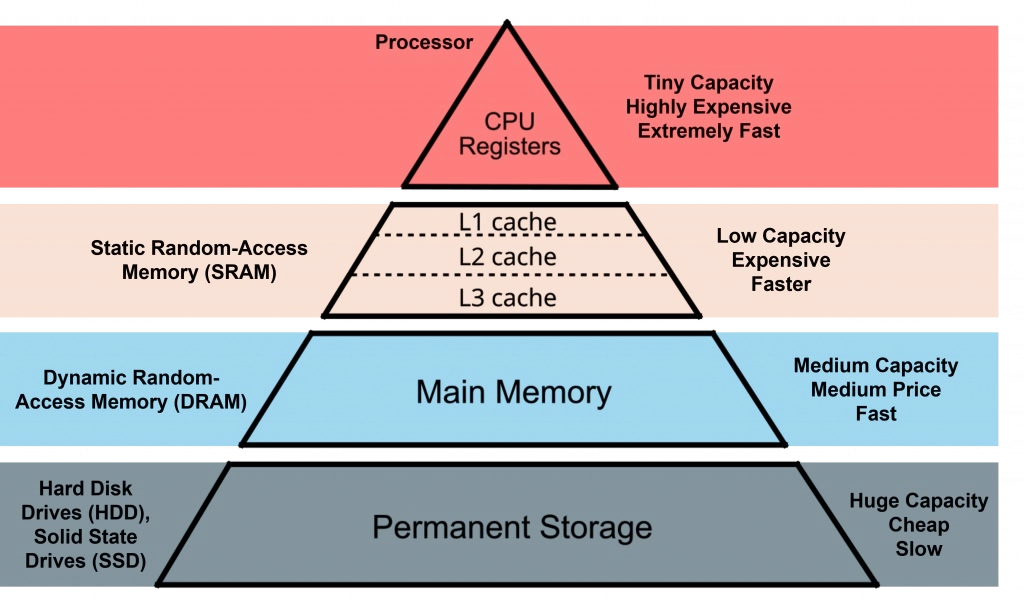 Processor
CPU
Registers
Tiny Capacity
Highly Expensive
Extremely Fast
Static Random-Access
Memory (SRAM)
L1 cache
L2 cache
L3 cache
Low Capacity
Expensive
Faster
Dynamic Random-
Access Memory (DRAM)
Main Memory
Medium Capacity
Medium Price
Fast
Hard Disk
Drives (HDD),
Solid State
Drives (SSD)
Permanent Storage
Huge Capacity
Cheap
Slow